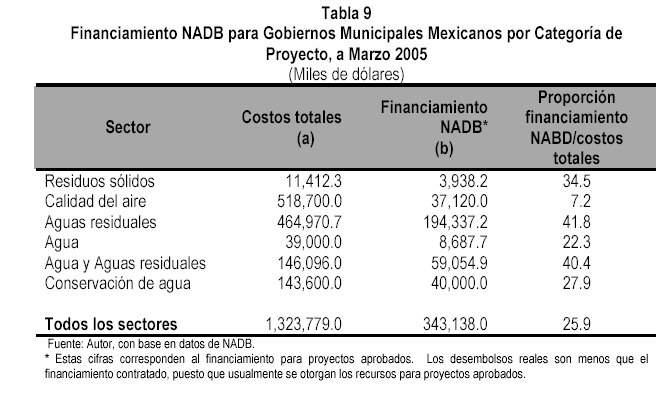 Tabla 9
Financiamiento NADB para Gobiernos Municipales Mexicanos por Categoría de
Proyecto, a Marzo 2005
(Miles de dólares)
Sector Costos totales (a) Financiamiento NADB* (b) Proporción financiamiento NABD/costos totales
Residuos sólidos 11,412.3 3,938.2 34.5
Calidad del aire 518,700.0 37,120.0 7.2
Aguas residuales 464,970.7 194,337.2 41.8
Agua 39,000.0 8,687.7 22.3
Agua y Aguas residuales 146,096.0 59,054.9 40.4
Conservación de agua 143,600.0 40,000.0 27.9
Todos los sectores 1,323,779.0 343,138.0 25.9
Fuente: Autor, con base en datos de NADB.
* Estas cifras corresponden al financiamiento para proyectos aprobados. Los desembolsos reales son menos que el
financiamiento contratado, puesto que usualmente se otorgan los recursos para proyectos aprobados.